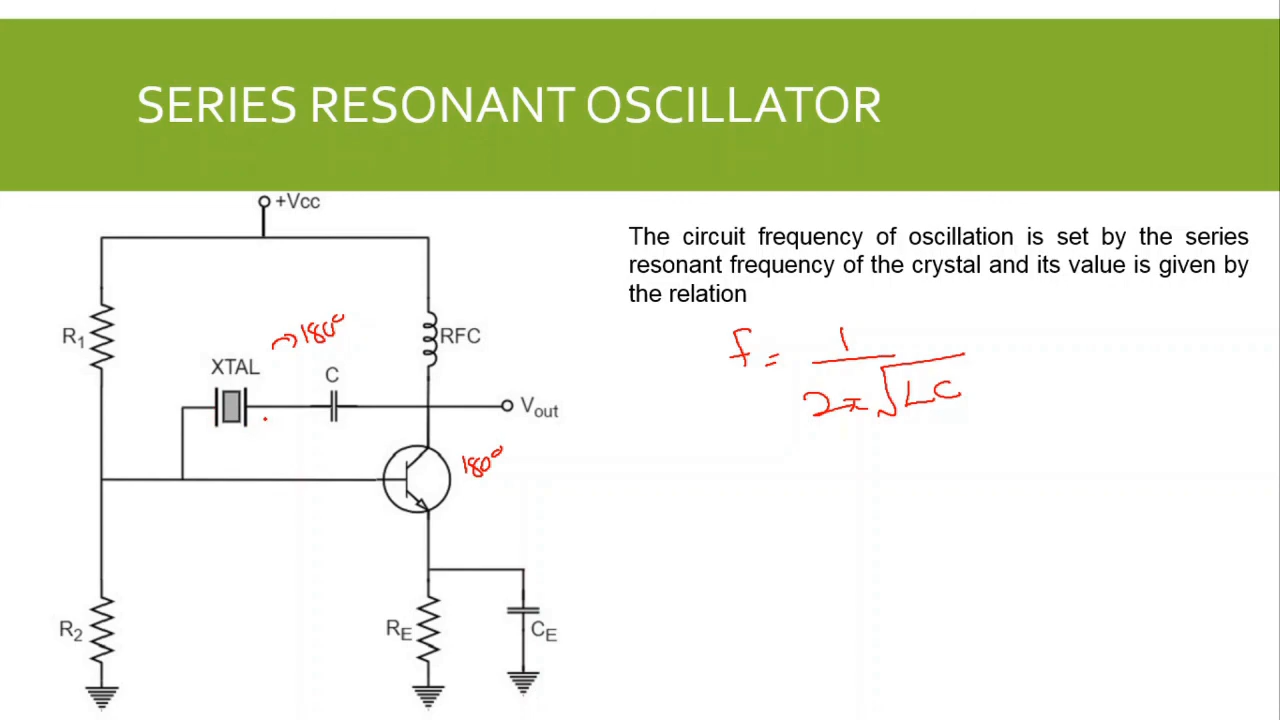 SERIES RESONANT OSCILLATOR
+Vcc
The circuit frequency of oscillation is set by the series
resonant frequency of the crystal and its value is given by
the relation
R1
→180°
RFC
f = 1 / 2π√LC
XTAL
C
Vout
180°
R2
RE
CE